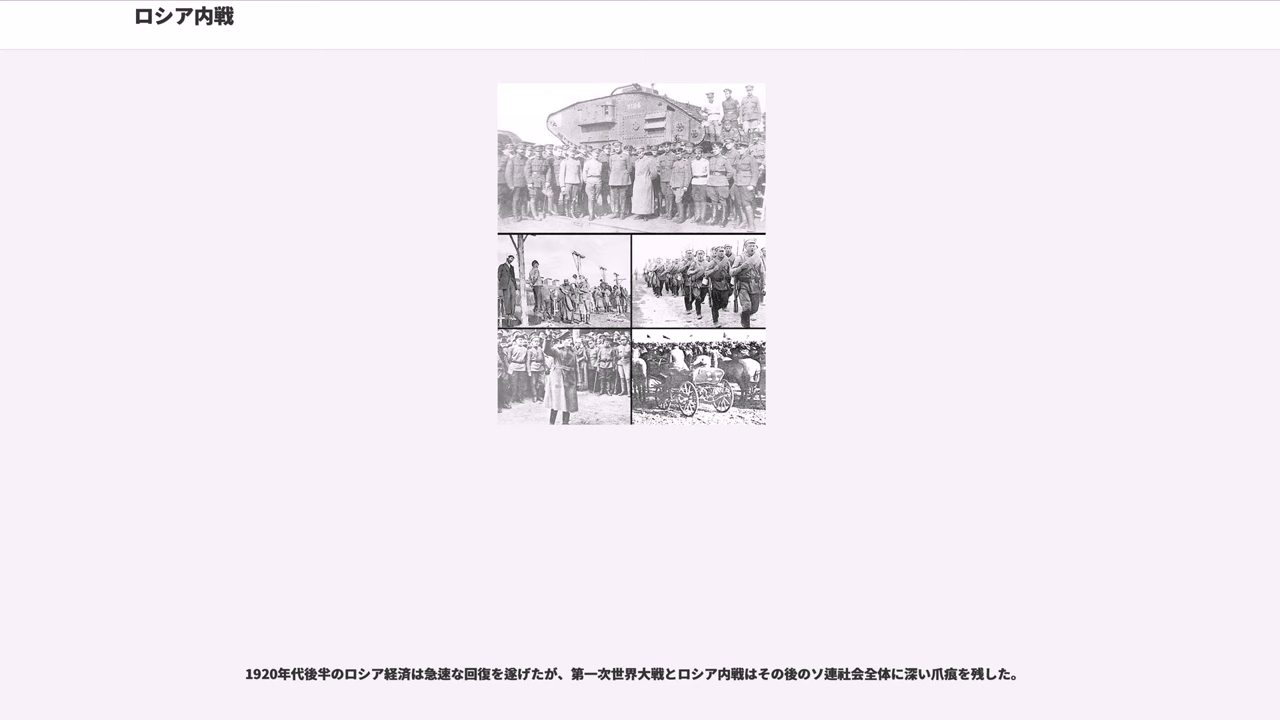 ロシア内戦
1920年代後半のロシア経済は急速な回復を遂げたが、第一次世界大戦とロシア内戦はその後のソ連社会全体に深い爪痕を残した。